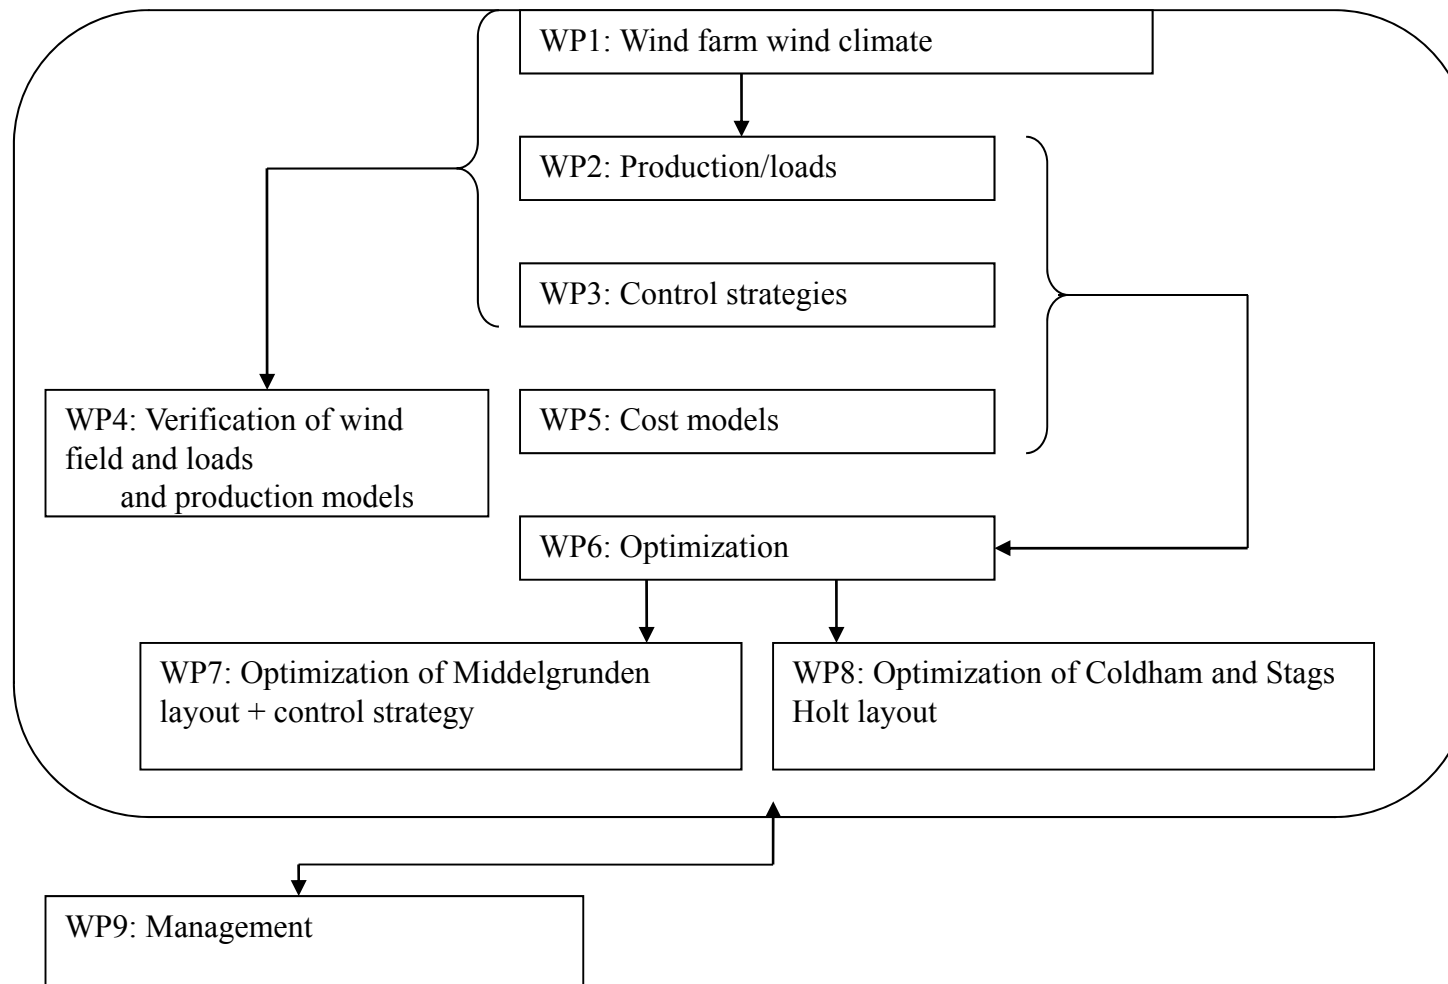 WP1: Wind farm wind climate
WP2: Production/loads
WP3: Control strategies
WP4: Verification of wind
field and loads
and production models
WP5: Cost models
WP6: Optimization
WP7: Optimization of Middelgrunden
layout + control strategy
WP8: Optimization of Coldham and Stags
Holt layout
WP9: Management